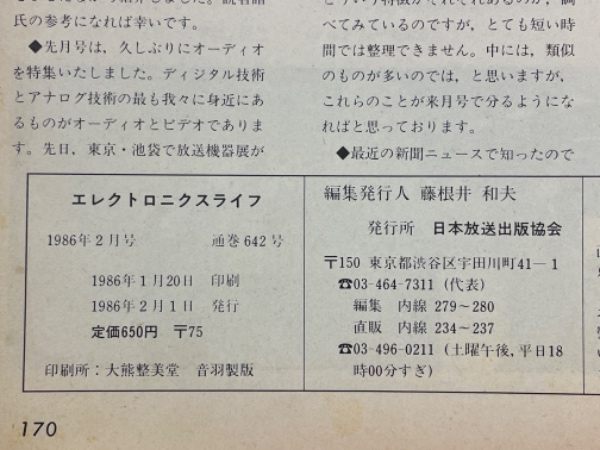 氏の参考になれば幸いです。
◆先月号は，久しぶりにオーディオ
を特集いたしました。ディジタル技術
とアナログ技術の最も我々に身近にあ
るものがオーディオとビデオでありま
す。先日，東京・池袋で放送機器展が
べてみているのですが，とても短い時
間では整理できません。中には，類似
のものが多いのでは，と思いますが，
これらのことが来月号で分るようにな
ればと思っております。
◆最近の新聞ニュースで知ったので
エレクトロニクスライフ
1986年2月号 通巻642号
1986年1月20日 印刷
1986年2月1日 発行
定価650円 〒75
印刷所：大熊整美堂 音羽製版
編集発行人 藤根井 和夫
発行所 日本放送出版協会
〒150 東京都渋谷区宇田川町41－1
☎03-464-7311（代表）
編集 内線 279～280
直販 内線 234～237
☎03-496-0211（土曜午後，平日18
時00分すぎ）
170